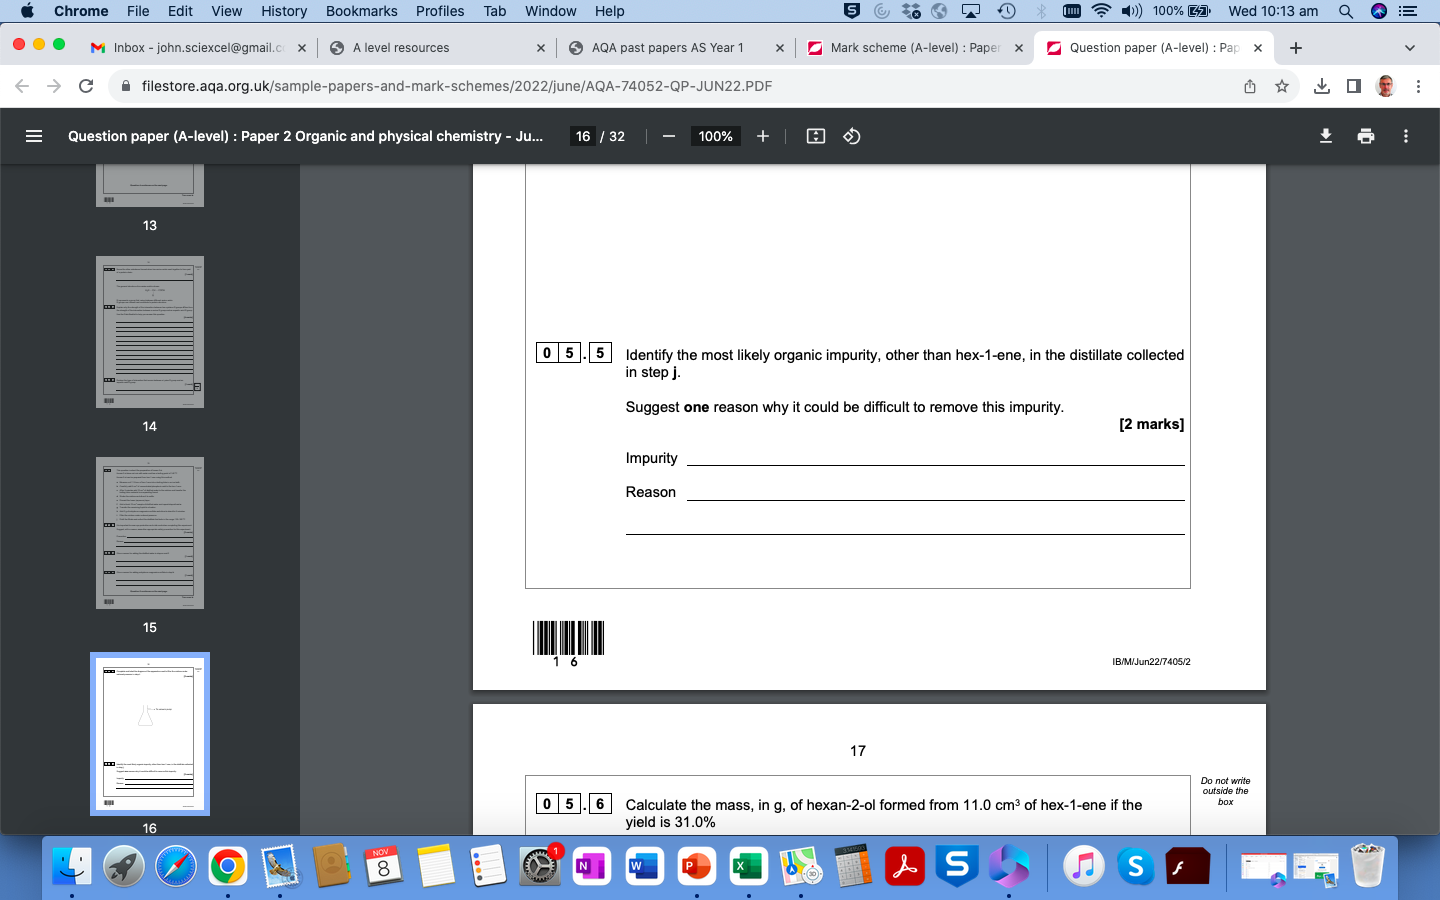 Chrome File Edit View History Bookmarks Profiles Tab Window Help 100% Wed 10:13 am
Inbox - john.sciexcel@gmail.c
A level resources
AQA past papers AS Year 1
Mark scheme (A-level) : Paper
Question paper (A-level) : Pap
filestore.aqa.org.uk/sample-papers-and-mark-schemes/2022/june/AQA-74052-QP-JUN22.PDF
Question paper (A-level) : Paper 2 Organic and physical chemistry - Ju... 16 / 32 100%
13
14
15
16
0 5 . 5 Identify the most likely organic impurity, other than hex-1-ene, in the distillate collected
in step j.
Suggest one reason why it could be difficult to remove this impurity.
[2 marks]
Impurity
Reason
1 6
IB/M/Jun22/7405/2
17
Do not write
outside the
box
0 5 . 6 Calculate the mass, in g, of hexan-2-ol formed from 11.0 cm³ of hex-1-ene if the
yield is 31.0%
NOV
8
1